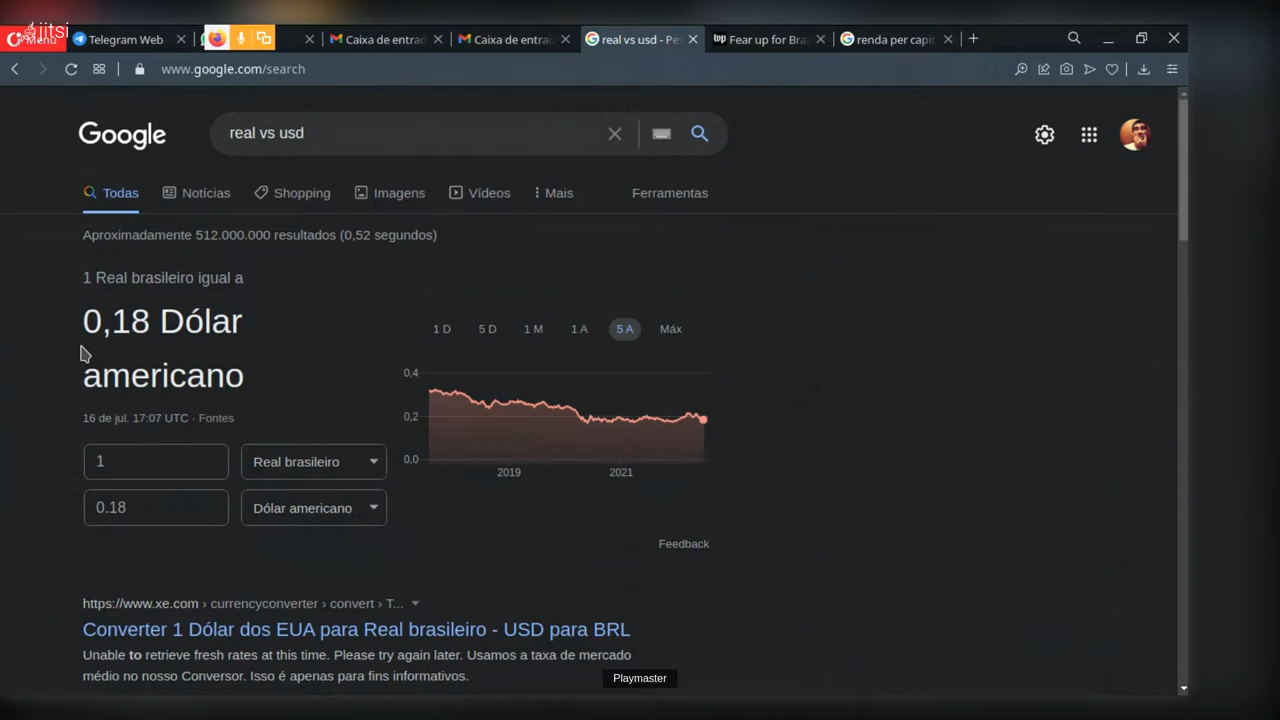 jitsi
Menu
Telegram Web
Caixa de entrad
Caixa de entrad
real vs usd - Pes
Fear up for Bra
renda per capit
www.google.com/search
Google
real vs usd
Todas
Notícias
Shopping
Imagens
Vídeos
Mais
Ferramentas
Aproximadamente 512.000.000 resultados (0,52 segundos)
1 Real brasileiro igual a
0,18 Dólar
americano
16 de jul. 17:07 UTC · Fontes
1 D 5 D 1 M 1 A 5 A Máx
0,4
0,2
0,0
2019 2021
1 Real brasileiro
0.18 Dólar americano
Feedback
https://www.xe.com › currencyconverter › convert › T...
Converter 1 Dólar dos EUA para Real brasileiro - USD para BRL
Unable to retrieve fresh rates at this time. Please try again later. Usamos a taxa de mercado
médio no nosso Conversor. Isso é apenas para fins informativos.
Playmaster